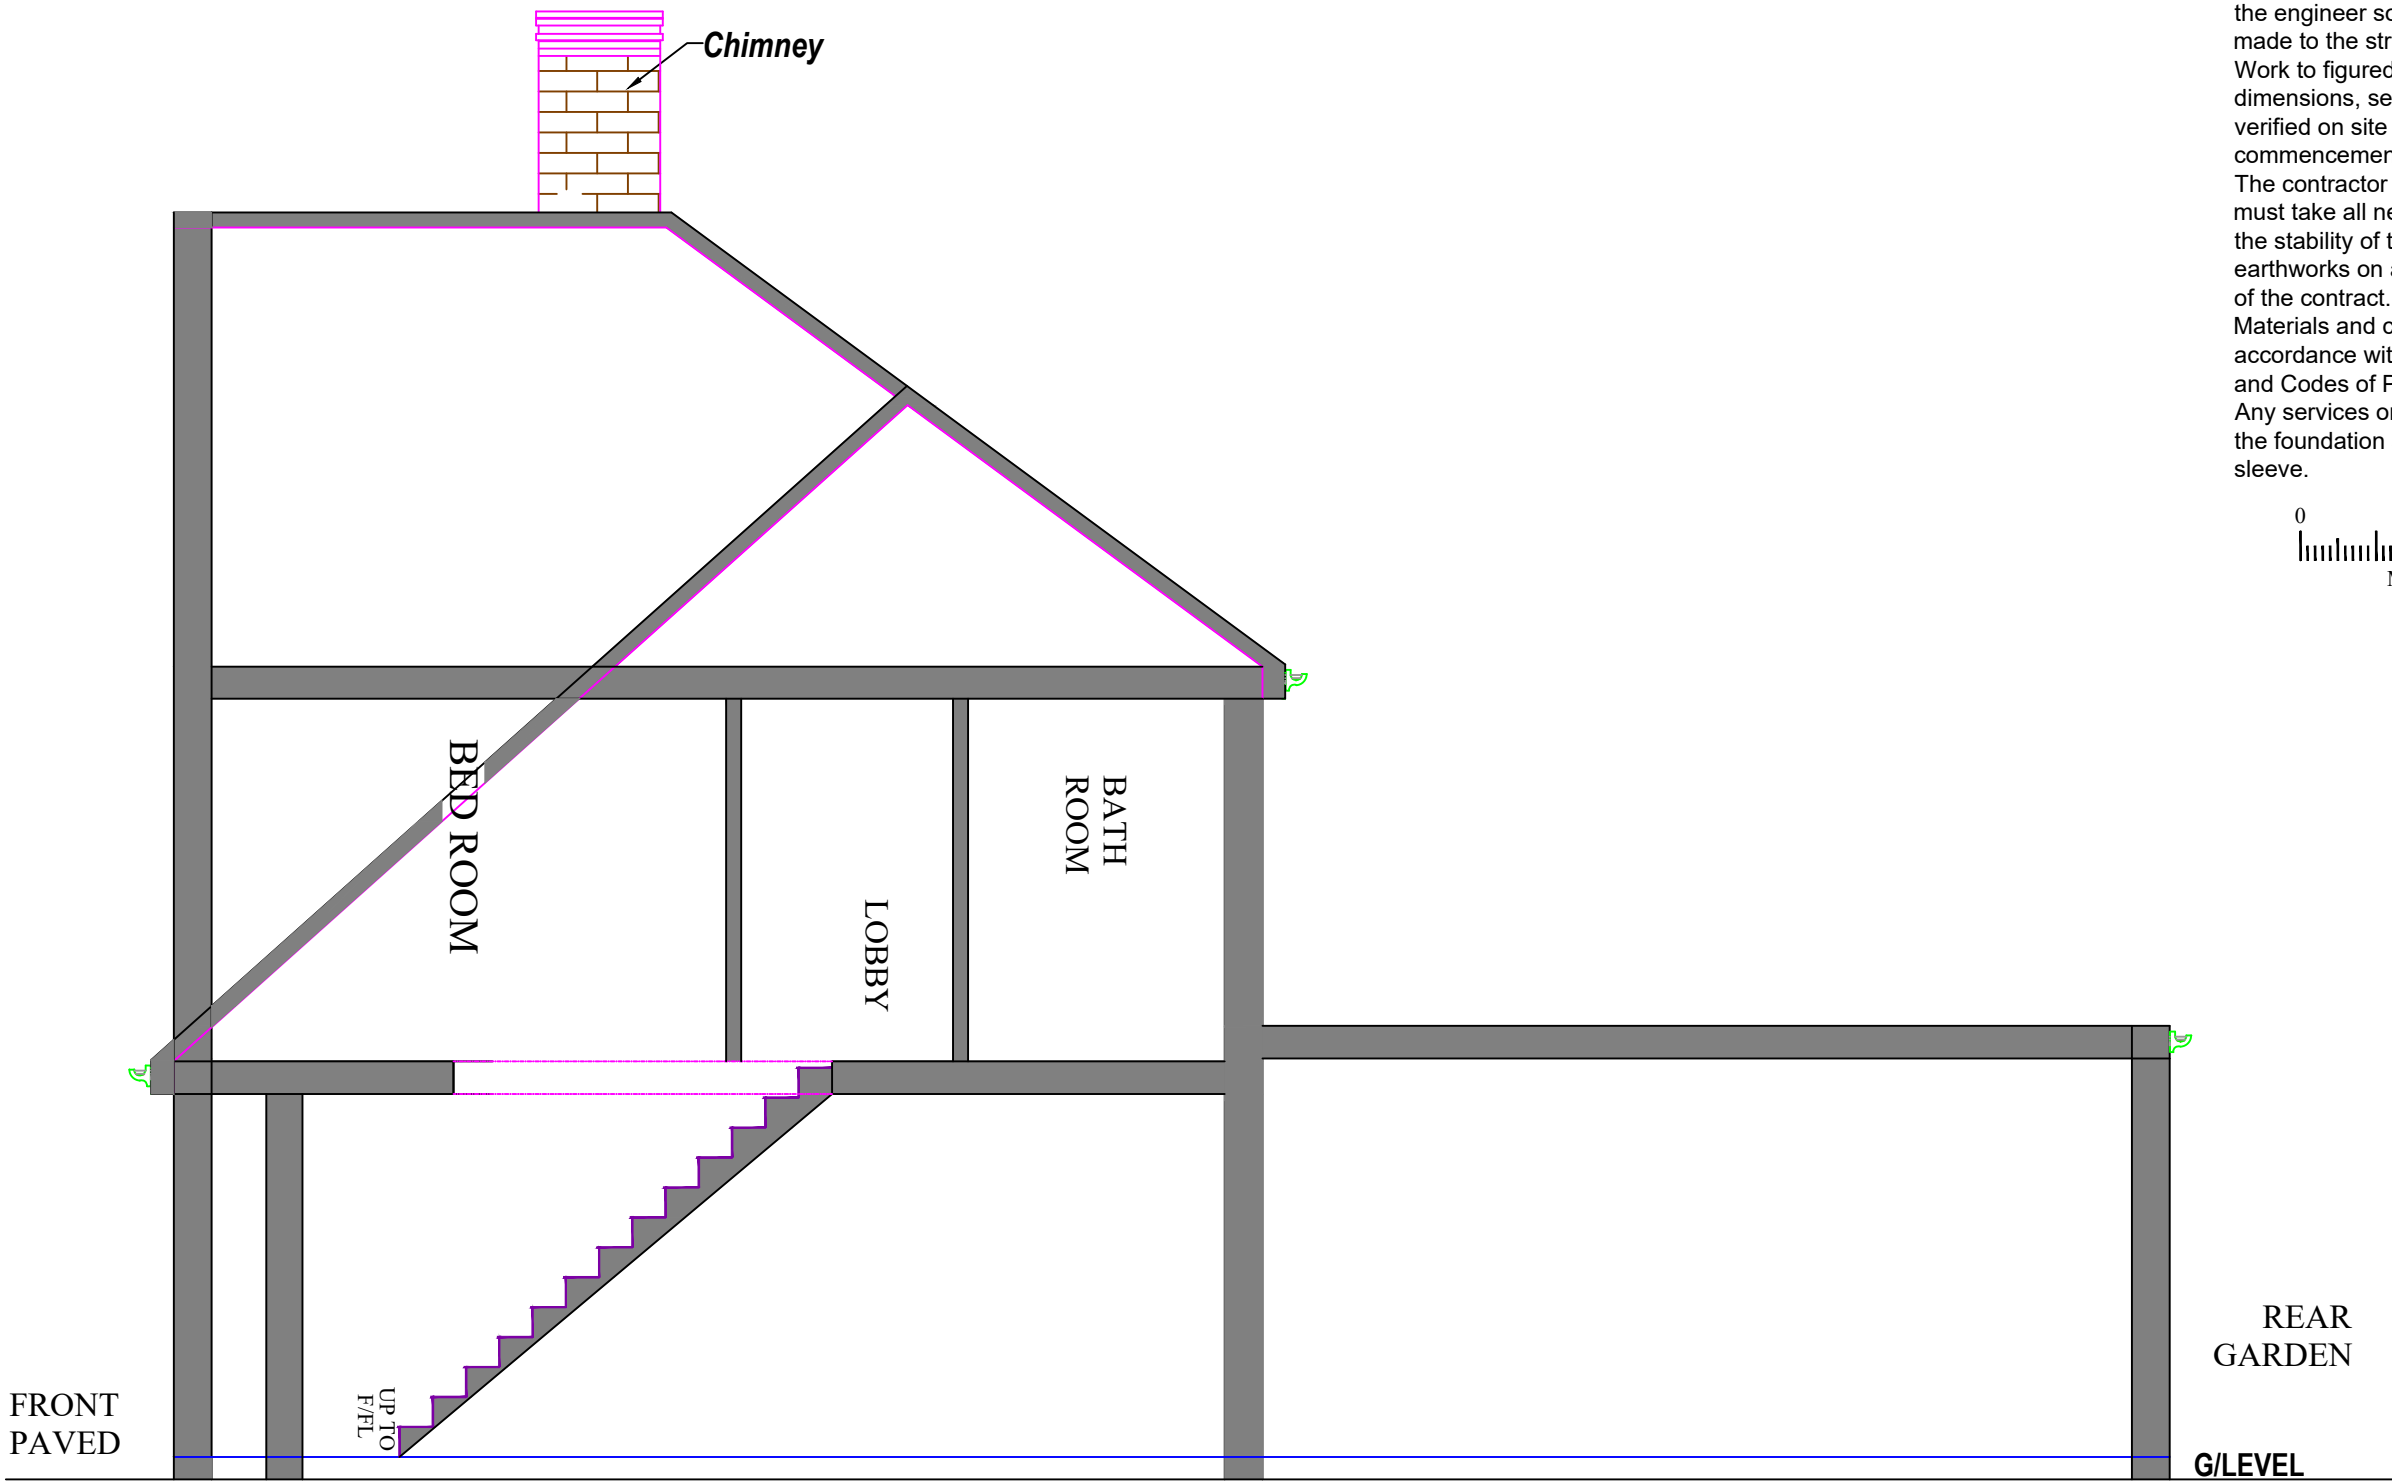 Chimney
the engineer so
made to the str
Work to figured
dimensions, se
verified on site
commencemen
The contractor
must take all ne
the stability of t
earthworks on a
of the contract.
Materials and c
accordance wit
and Codes of P
Any services or
the foundation
sleeve.
0
BED ROOM
LOBBY
BATH
ROOM
UP TO
F/FL
FRONT
PAVED
REAR
GARDEN
G/LEVEL